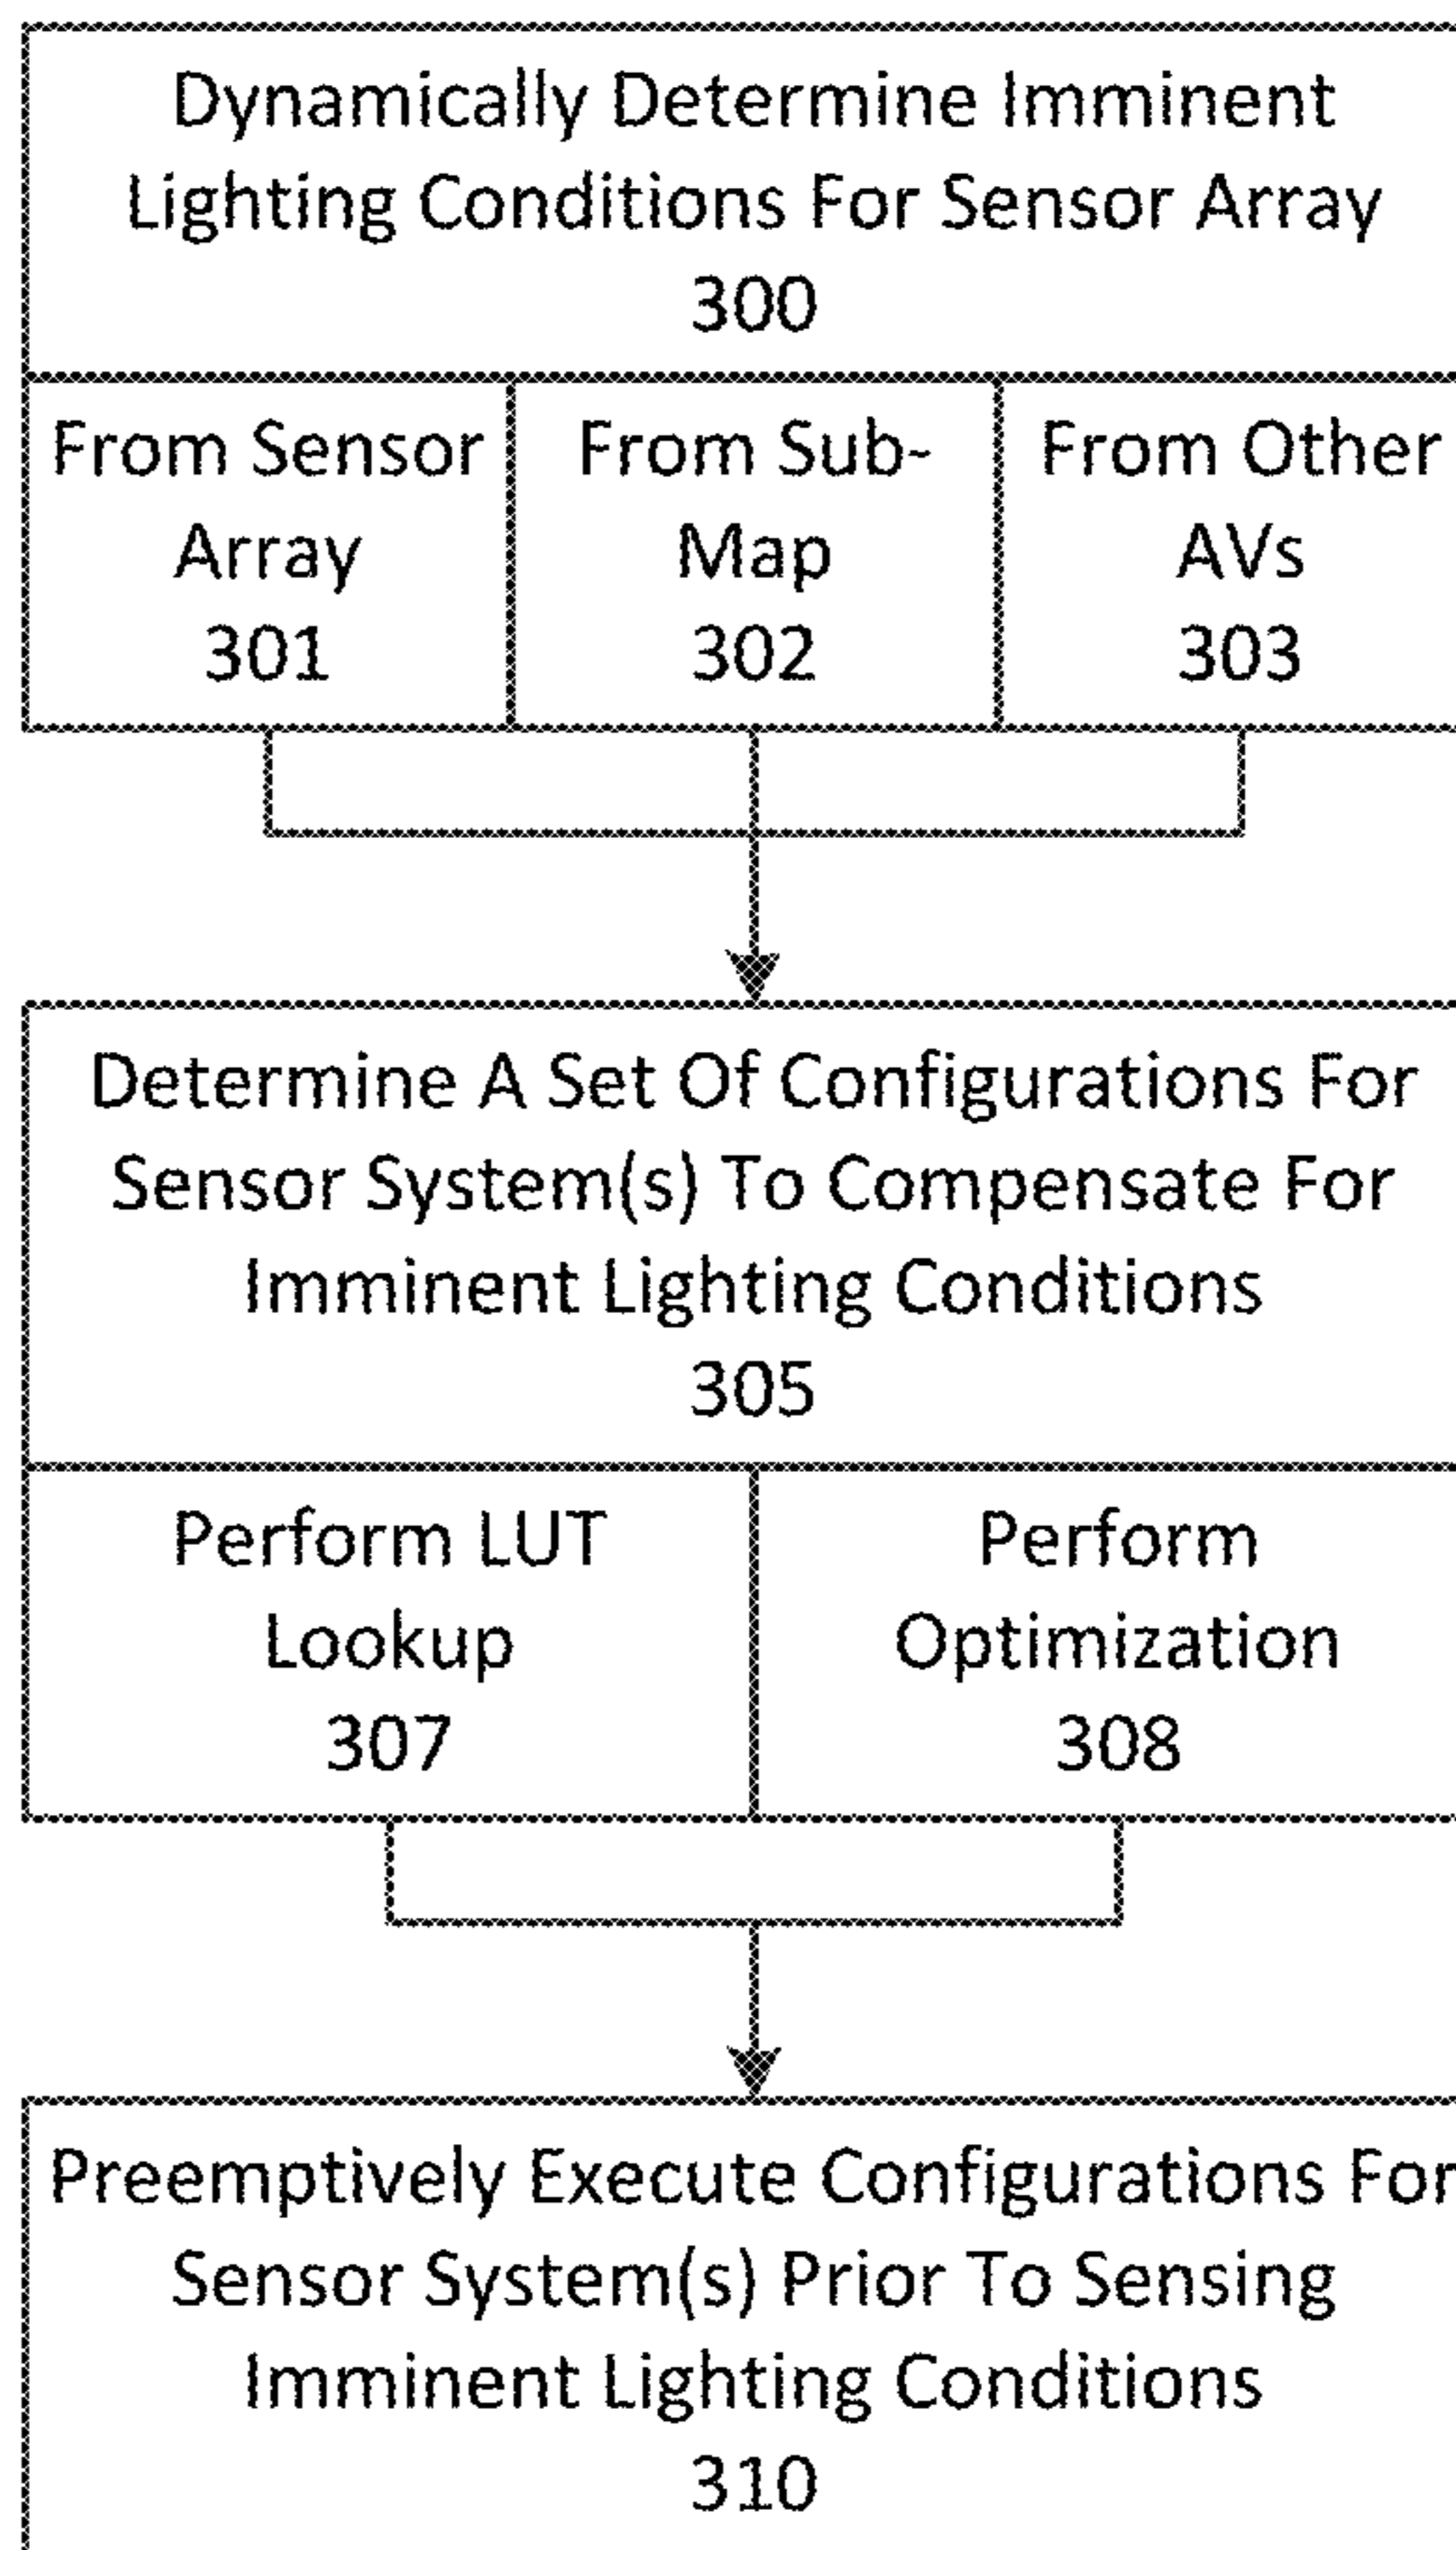 Dynamically Determine Imminent
Lighting Conditions For Sensor Array
300
From Sensor
Array
301
From Sub-
Map
302
From Other
AVs
303
Determine A Set Of Configurations For
Sensor System(s) To Compensate For
Imminent Lighting Conditions
305
Perform LUT
Lookup
307
Perform
Optimization
308
Preemptively Execute Configurations For
Sensor System(s) Prior To Sensing
Imminent Lighting Conditions
310